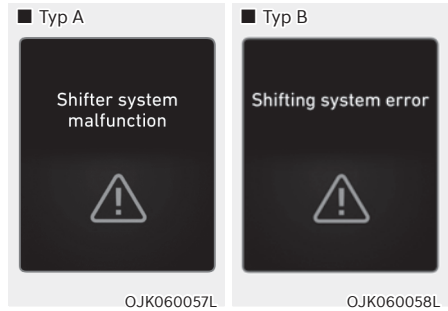 ■ Typ A
Shifter system
malfunction
OJK060057L
■ Typ B
Shifting system error
OJK060058L